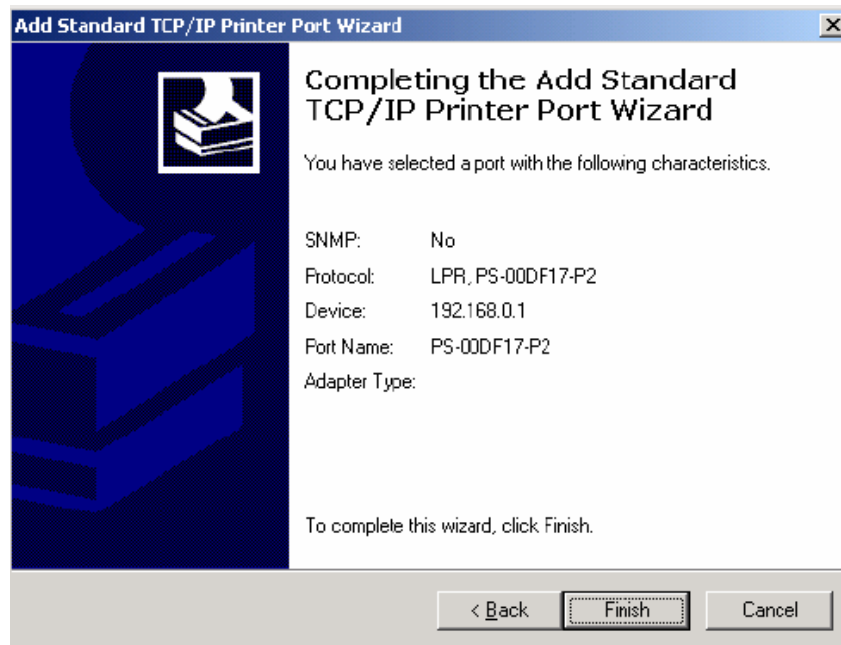 Add Standard TCP/IP Printer Port Wizard
Completing the Add Standard
TCP/IP Printer Port Wizard
You have selected a port with the following characteristics.
SNMP: No
Protocol: LPR, PS-00DF17-P2
Device: 192.168.0.1
Port Name: PS-00DF17-P2
Adapter Type:
To complete this wizard, click Finish.
< Back Finish Cancel